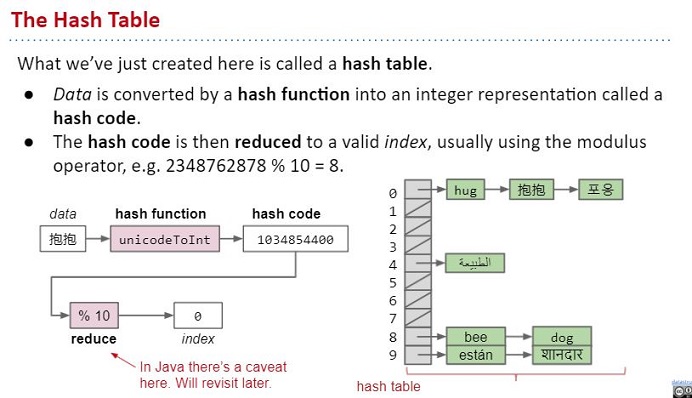 The Hash Table
What we've just created here is called a hash table.
● Data is converted by a hash function into an integer representation called a
hash code.
● The hash code is then reduced to a valid index, usually using the modulus
operator, e.g. 2348762878 % 10 = 8.
data hash function hash code
抱抱 unicodeToInt 1034854400
% 10 0
reduce index
In Java there's a caveat
here. Will revisit later.
0 hug 抱抱 포옹
1
2
3
4 الطبيعة
5
6
7
8 bee dog
9 están शानदार
hash table